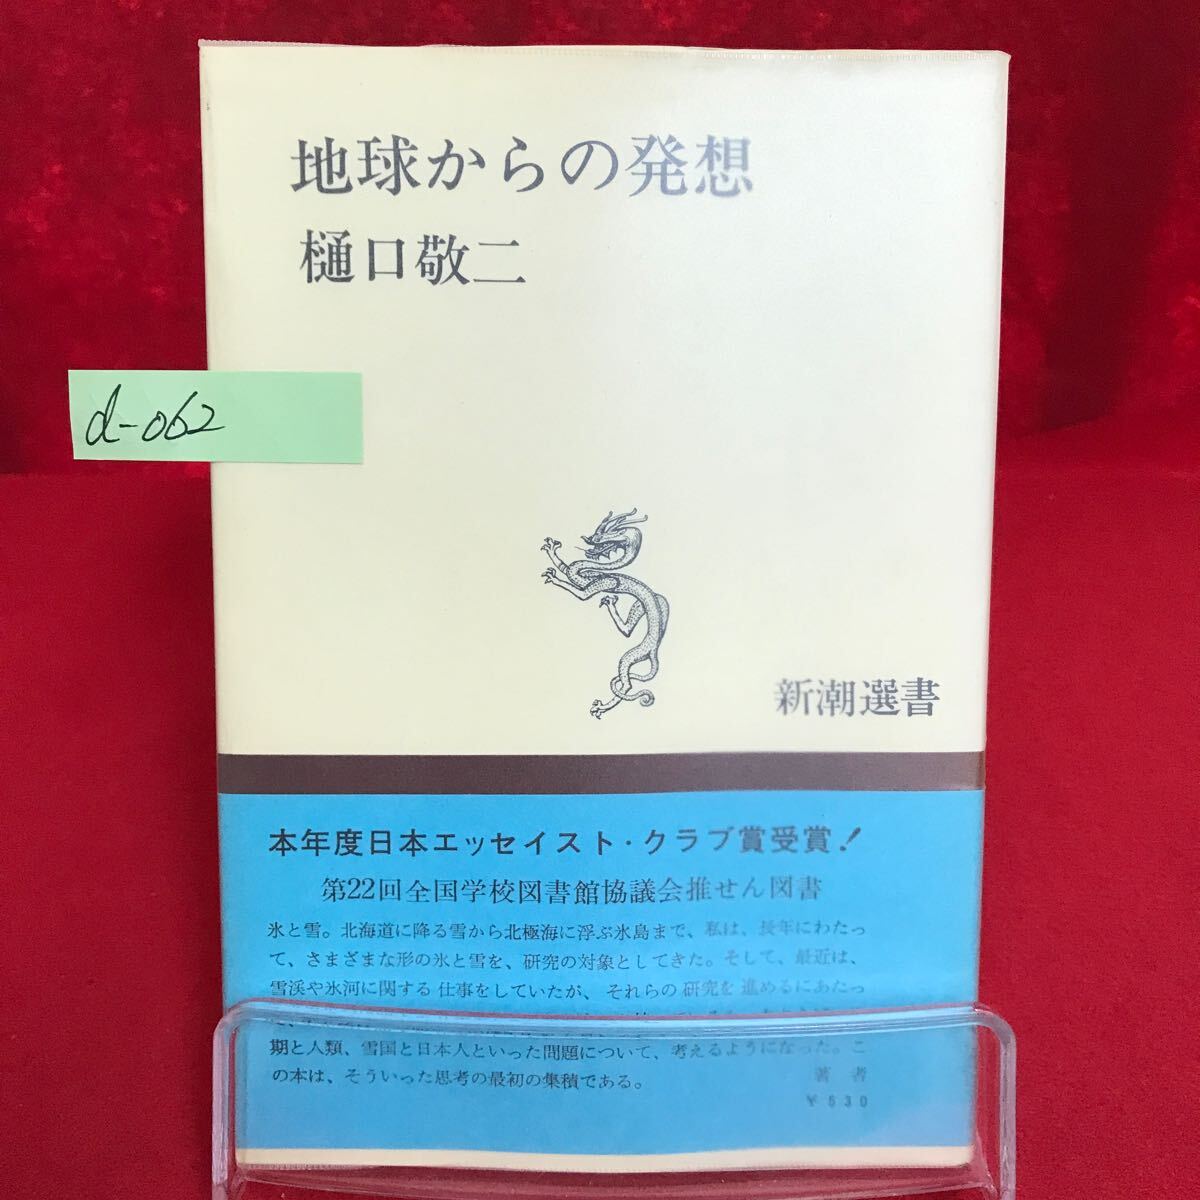 地球からの発想
樋口敬二
d-062
新潮選書
本年度日本エッセイスト・クラブ賞受賞!
第22回全国学校図書館協議会推せん図書
氷と雪。北海道に降る雪から北極海に浮ぶ氷島まで、私は、長年にわたっ
て、さまざまな形の氷と雪を、研究の対象としてきた。そして、最近は、
雪渓や氷河に関する仕事をしていたが、それらの研究を進めるにあたっ
期と人類、雪国と日本人といった問題について、考えるようになった。こ
の本は、そういった思考の最初の集積である。
著者
¥630